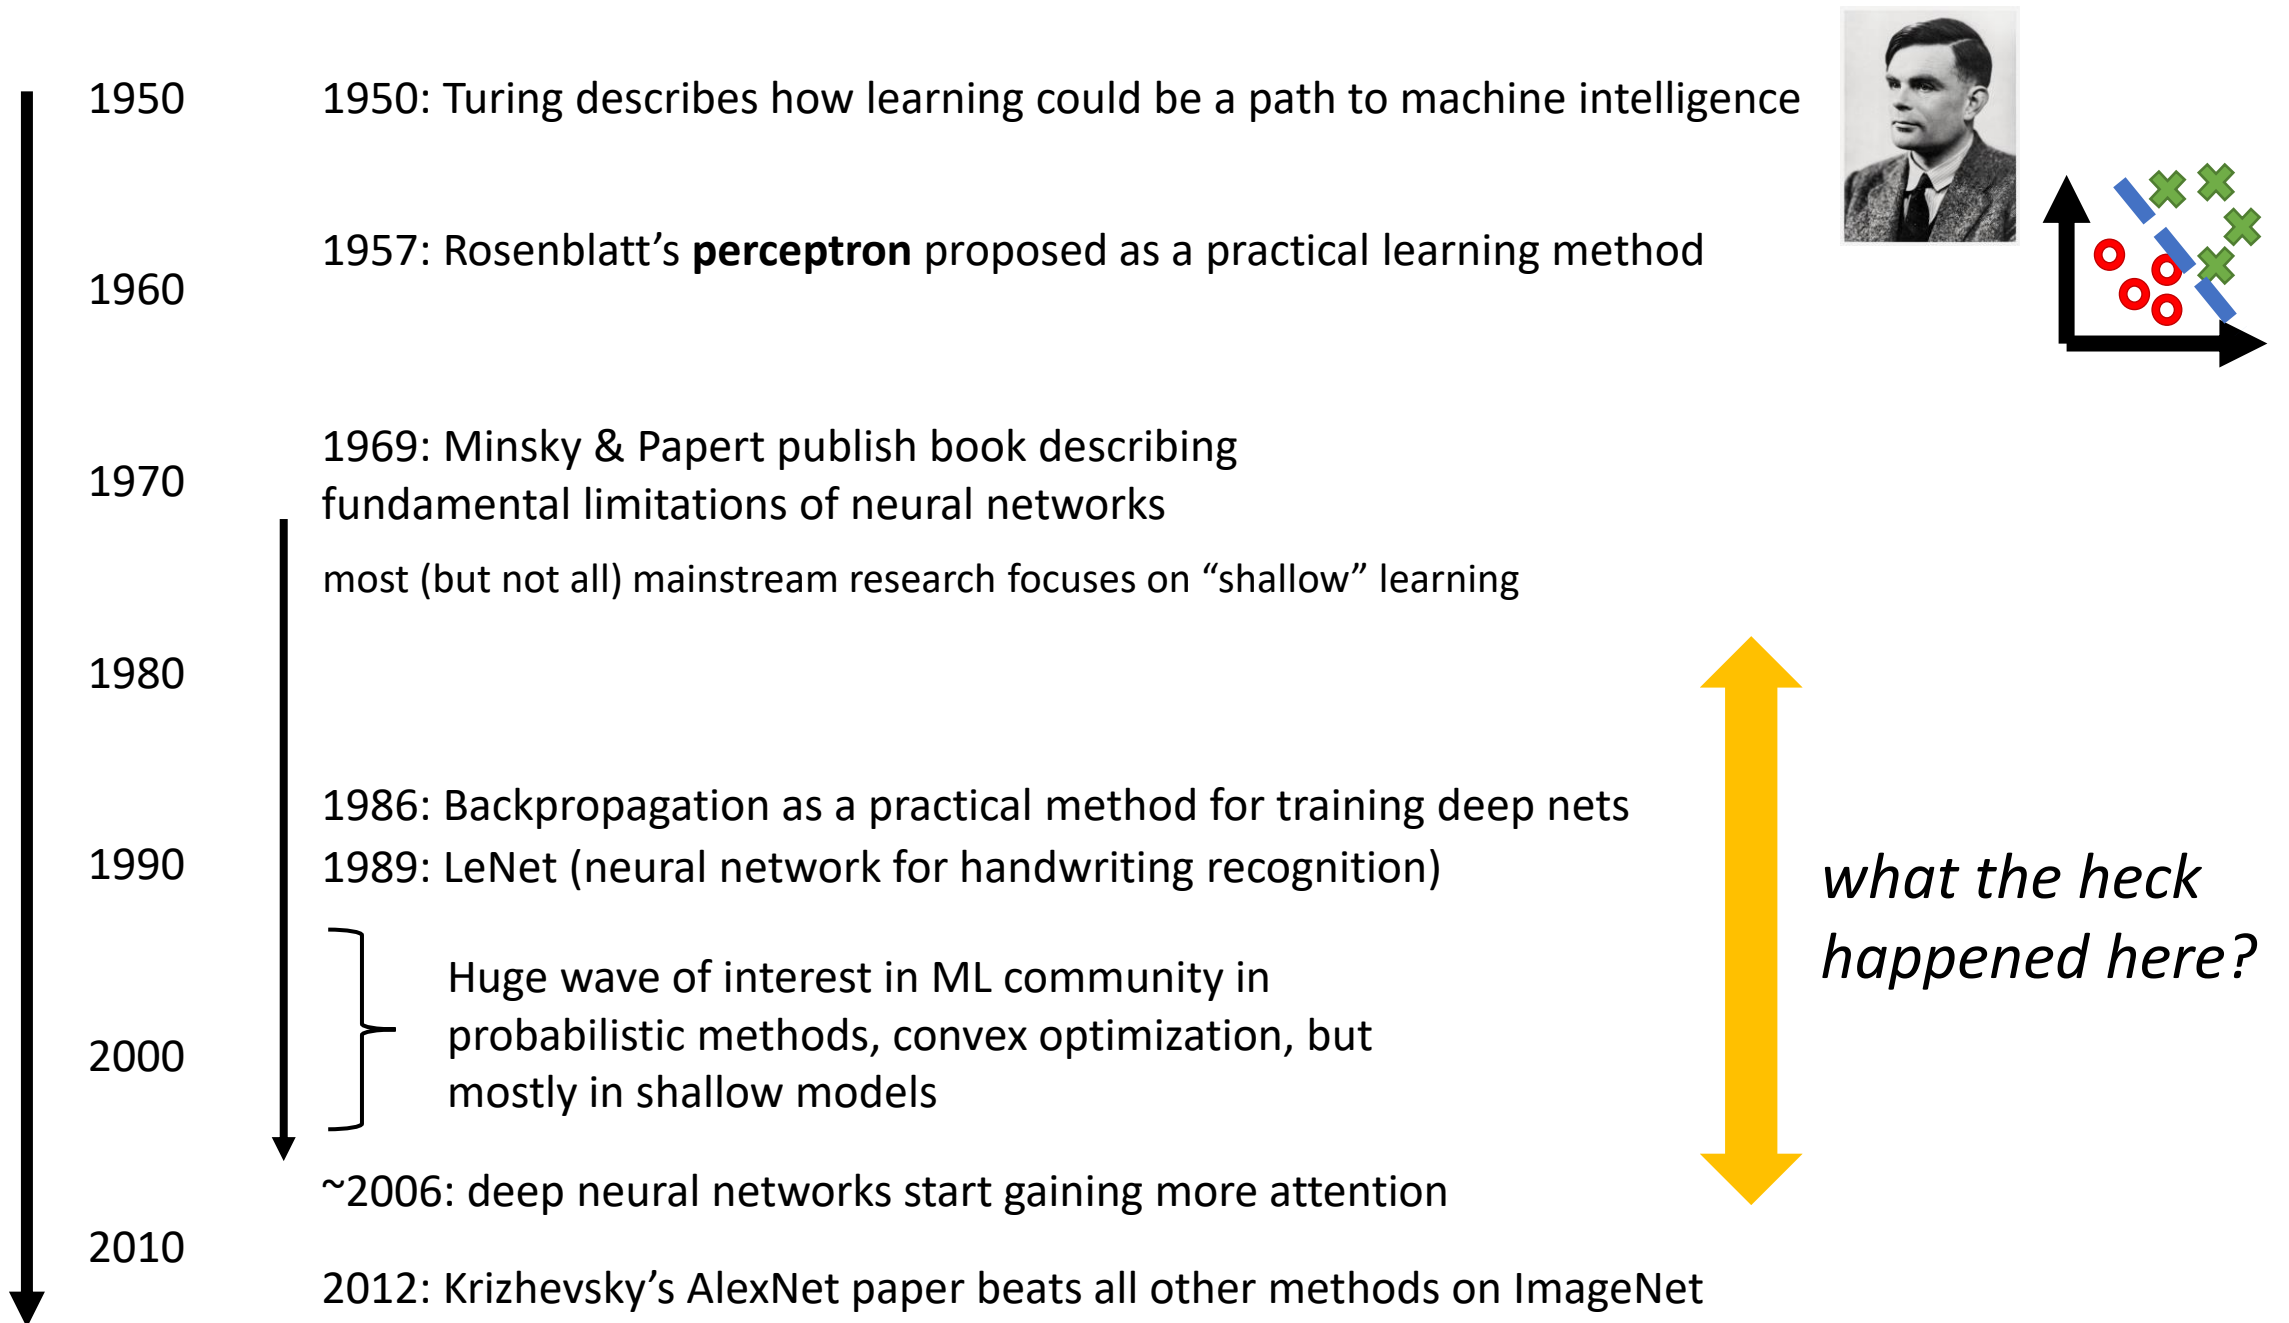 1950
1950: Turing describes how learning could be a path to machine intelligence
1957: Rosenblatt’s perceptron proposed as a practical learning method
1960
1969: Minsky & Papert publish book describing
1970
fundamental limitations of neural networks
most (but not all) mainstream research focuses on “shallow” learning
1980
1986: Backpropagation as a practical method for training deep nets
1990
1989: LeNet (neural network for handwriting recognition)
what the heck
happened here?
Huge wave of interest in ML community in
probabilistic methods, convex optimization, but
2000
mostly in shallow models
~2006: deep neural networks start gaining more attention
2010
2012: Krizhevsky’s AlexNet paper beats all other methods on ImageNet